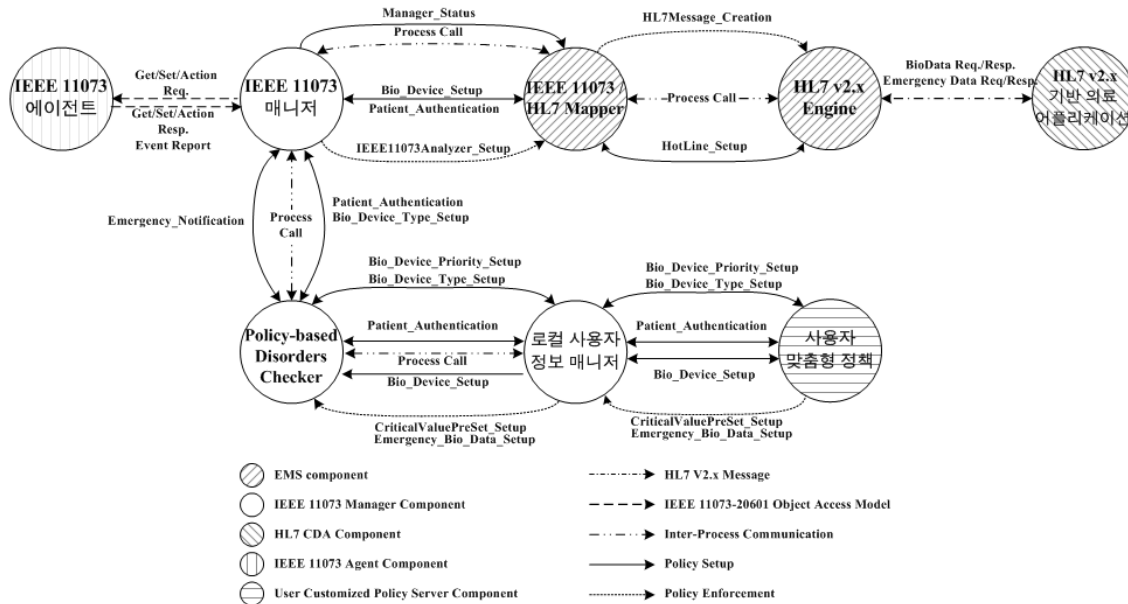 Manager_Status
Process Call
HL7Message_Creation
IEEE 11073
에이전트
Get/Set/Action
Req.
Get/Set/Action
Resp.
Event Report
IEEE 11073
매니저
Bio_Device_Setup
Patient_Authentication
IEEE11073Analyzer_Setup
IEEE 11073 /
HL7 Mapper
Process Call
HotLine_Setup
HL7 v2.x
Engine
BioData Req./Resp.
Emergency Data Req/Resp.
HL7 v2.x
기반 의료
어플리케이션
Emergency_Notification
Process
Call
Patient_Authentication
Bio_Device_Type_Setup
Bio_Device_Priority_Setup
Bio_Device_Type_Setup
Bio_Device_Priority_Setup
Bio_Device_Type_Setup
Policy-based
Disorders
Checker
Patient_Authentication
Process Call
Bio_Device_Setup
로컬 사용자
정보 매니저
Patient_Authentication
Bio_Device_Setup
사용자
맞춤형 정책
CriticalValuePreSet_Setup
Emergency_Bio_Data_Setup
CriticalValuePreSet_Setup
Emergency_Bio_Data_Setup
EMS component
IEEE 11073 Manager Component
HL7 CDA Component
IEEE 11073 Agent Component
User Customized Policy Server Component
HL7 V2.x Message
IEEE 11073-20601 Object Access Model
Inter-Process Communication
Policy Setup
Policy Enforcement